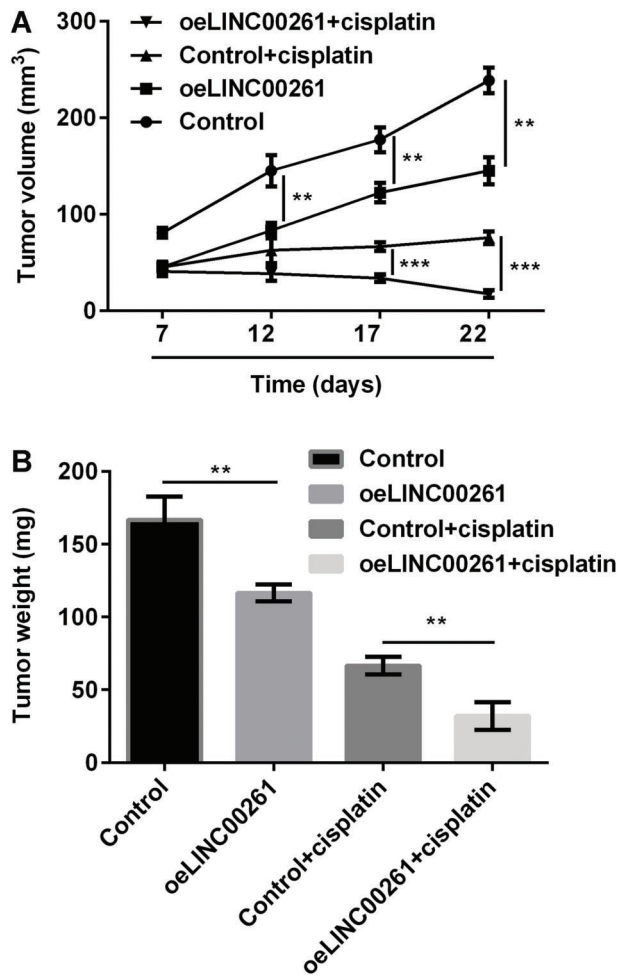 A
oeLINC00261+cisplatin
Control+cisplatin
oeLINC00261
Control
Tumor volume (mm³)
300
200
100
0
**
**
**
***
***
7 12 17 22
Time (days)
B
Control
oeLINC00261
Control+cisplatin
oeLINC00261+cisplatin
Tumor weight (mg)
200
150
100
50
0
**
**
Control
oeLINC00261
Control+cisplatin
oeLINC00261+cisplatin